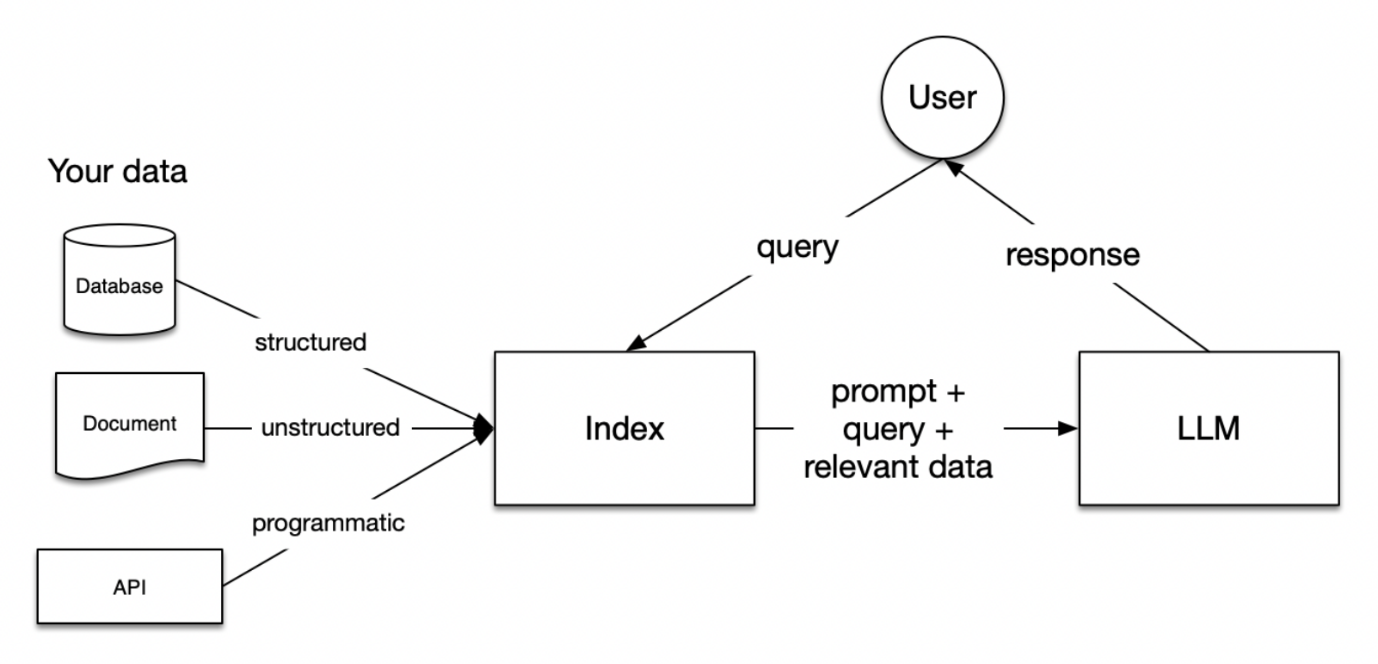 User
Your data
query
response
Database
structured
Document
unstructured
Index
prompt +
query +
relevant data
LLM
programmatic
API